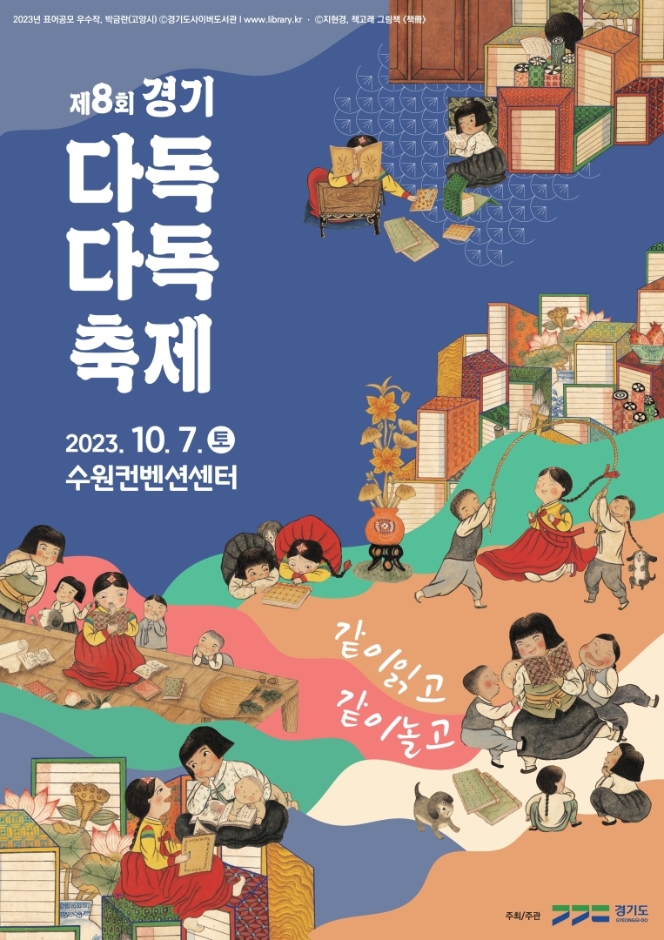 2023년 표어공모 우수작, 박금란(고양시) ⓒ경기도사이버도서관 I www.library.kr · ⓒ지현경, 책고래 그림책 <책冊>
제8회 경기
다독
다독
축제
2023. 10. 7. 토
수원컨벤션센터
같이읽고
같이놀고
주최/주관 경기도
GYEONGGI-DO